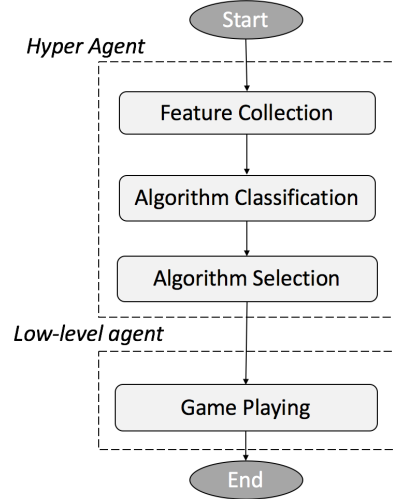 Start
Hyper Agent
Feature Collection
Algorithm Classification
Algorithm Selection
Low-level agent
Game Playing
End